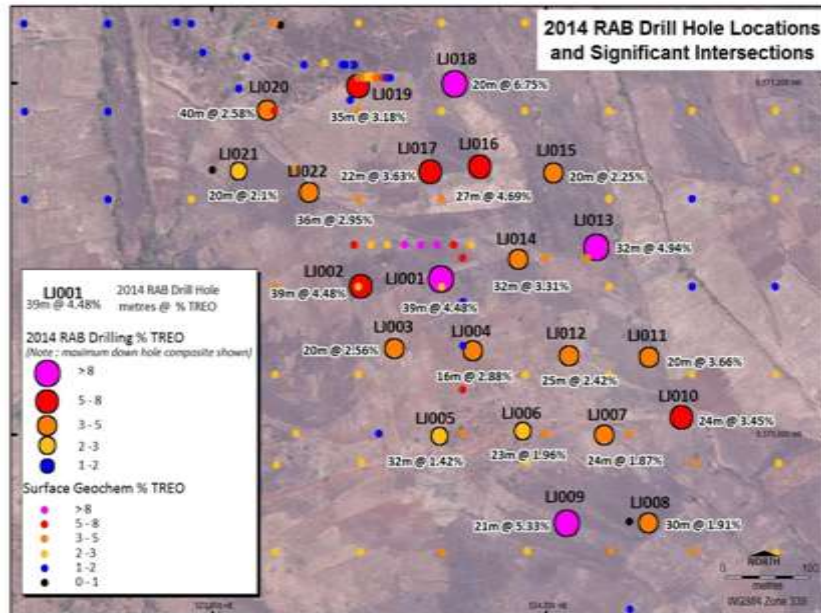 2014 RAB Drill Hole Locations
and Significant Intersections
LJ018
20m @ 6.75%
LJ020
40m @ 2.58%
LJ019
35m @ 3.18%
LJ017
22m @ 3.63%
LJ016
27m @ 4.69%
LJ015
20m @ 2.25%
LJ021
20m @ 2.1%
LJ022
36m @ 2.95%
LJ013
32m @ 4.94%
LJ014
32m @ 3.31%
LJ002
39m @ 4.48%
LJ001
39m @ 4.48%
LJ003
20m @ 2.56%
LJ004
16m @ 2.88%
LJ012
25m @ 2.42%
LJ011
20m @ 3.66%
LJ010
24m @ 3.45%
LJ005
32m @ 1.42%
LJ006
23m @ 1.96%
LJ007
24m @ 1.87%
LJ009
21m @ 5.33%
LJ008
30m @ 1.91%
LJ001
39m @ 4.48%
2014 RAB Drill Hole
metres @ % TREO
2014 RAB Drilling % TREO
(Note ; maximum down hole composite shown)
>8
5 - 8
3 - 5
2 - 3
1 - 2
Surface Geochem % TREO
>8
5 - 8
3 - 5
2 - 3
1 - 2
0 - 1
NORTH
0 100
metres